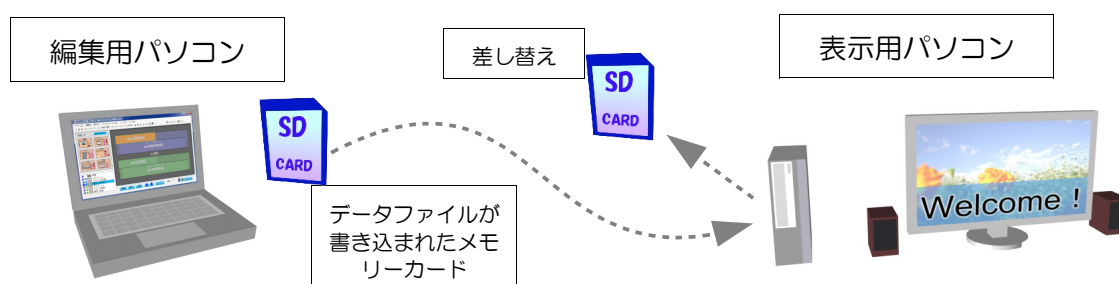 編集用パソコン
差し替え
表示用パソコン
SD
CARD
SD
CARD
データファイルが
書き込まれたメモ
リーカード
Welcome !